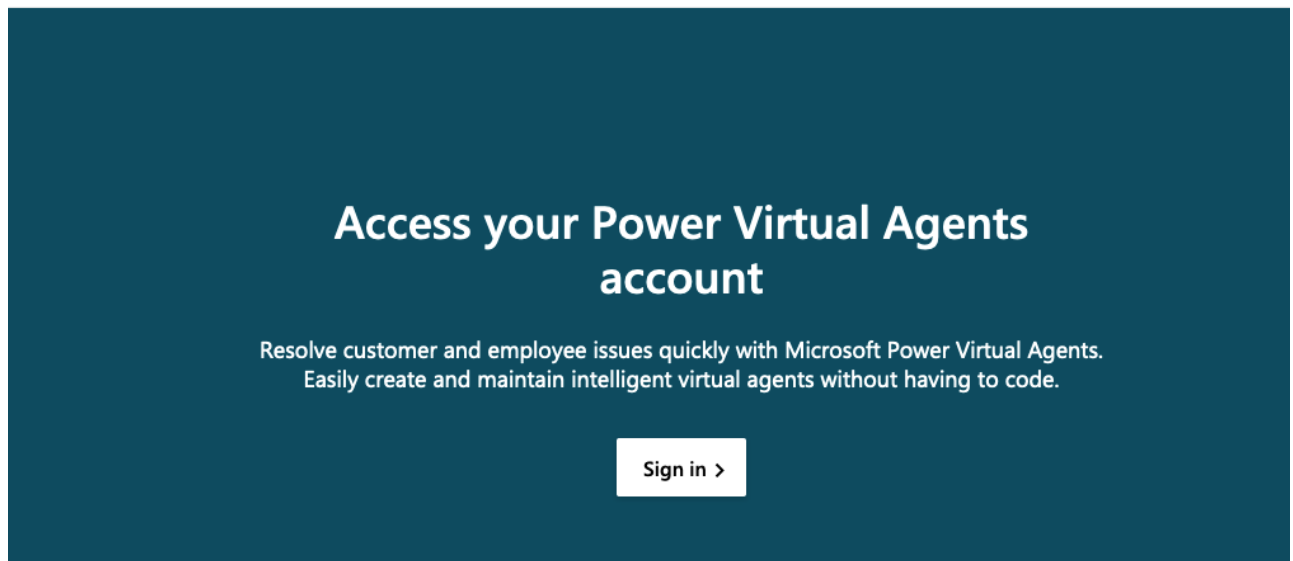 Access your Power Virtual Agents
account
Resolve customer and employee issues quickly with Microsoft Power Virtual Agents.
Easily create and maintain intelligent virtual agents without having to code.
Sign in >